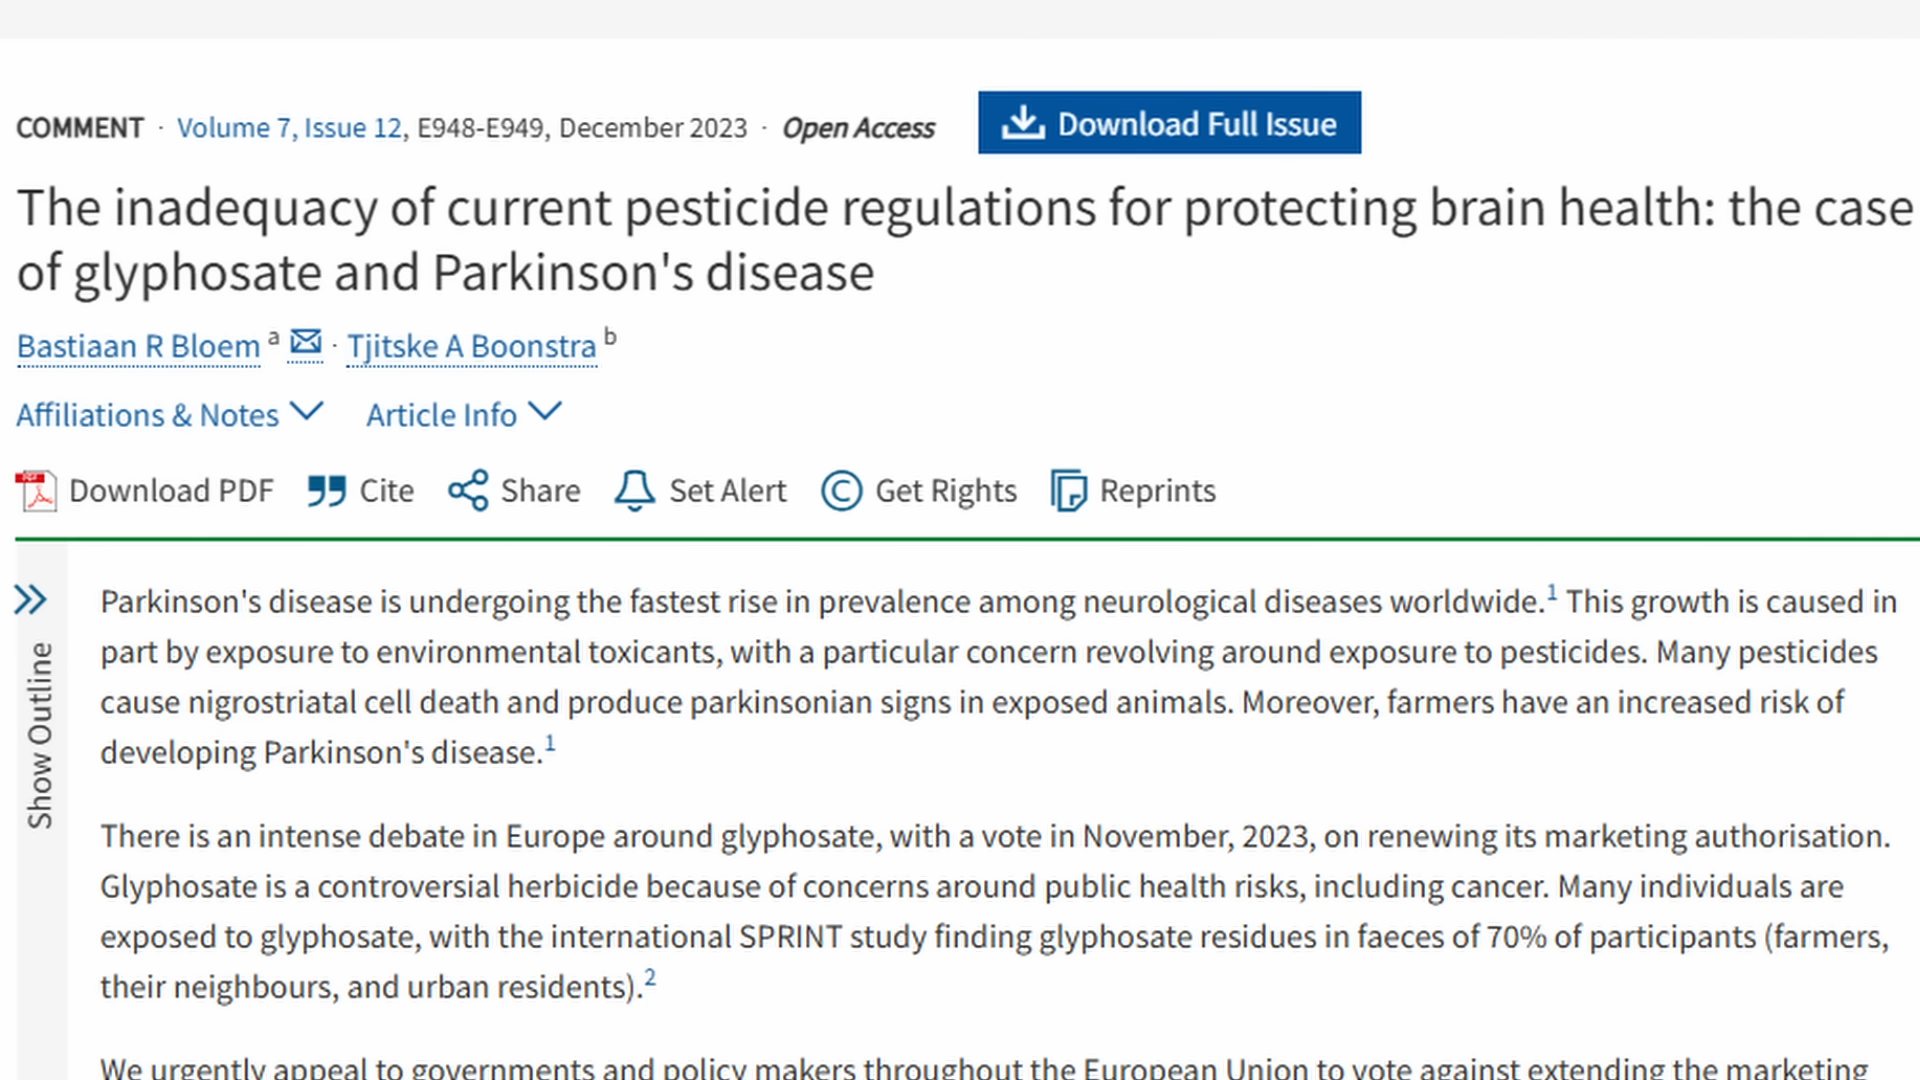 COMMENT · Volume 7, Issue 12, E948-E949, December 2023 · Open Access Download Full Issue
The inadequacy of current pesticide regulations for protecting brain health: the case
of glyphosate and Parkinson's disease
Bastiaan R Bloem a · Tjitske A Boonstra b
Affiliations & Notes Article Info
Download PDF Cite Share Set Alert Get Rights Reprints
Show Outline
Parkinson's disease is undergoing the fastest rise in prevalence among neurological diseases worldwide.1 This growth is caused in
part by exposure to environmental toxicants, with a particular concern revolving around exposure to pesticides. Many pesticides
cause nigrostriatal cell death and produce parkinsonian signs in exposed animals. Moreover, farmers have an increased risk of
developing Parkinson's disease.1
There is an intense debate in Europe around glyphosate, with a vote in November, 2023, on renewing its marketing authorisation.
Glyphosate is a controversial herbicide because of concerns around public health risks, including cancer. Many individuals are
exposed to glyphosate, with the international SPRINT study finding glyphosate residues in faeces of 70% of participants (farmers,
their neighbours, and urban residents).2
We urgently appeal to governments and policy makers throughout the European Union to vote against extending the marketing